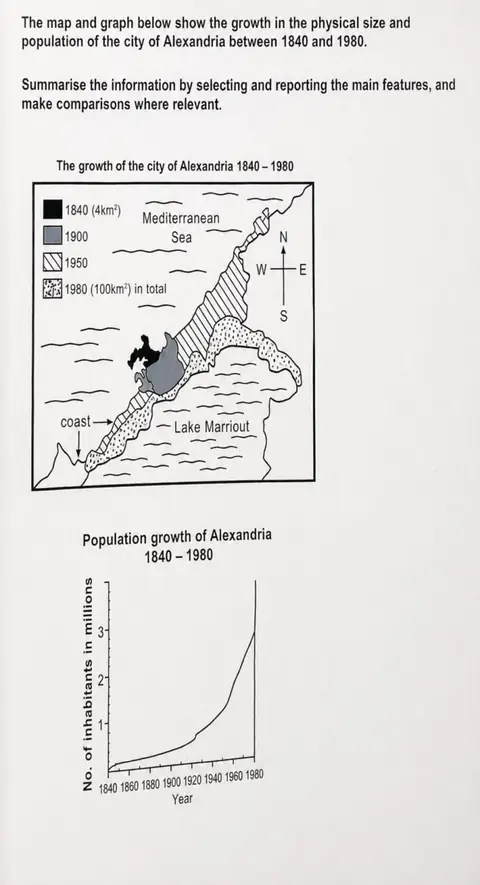 The map and graph below show the growth in the physical size and
population of the city of Alexandria between 1840 and 1980.
Summarise the information by selecting and reporting the main features, and
make comparisons where relevant.
The growth of the city of Alexandria 1840 – 1980
1840 (4km²)
1900
1950
1980 (100km²) in total
Mediterranean
Sea
N
W E
S
coast
Lake Marriout
Population growth of Alexandria
1840 – 1980
No. of inhabitants in millions
3
2
1
1840 1860 1880 1900 1920 1940 1960 1980
Year